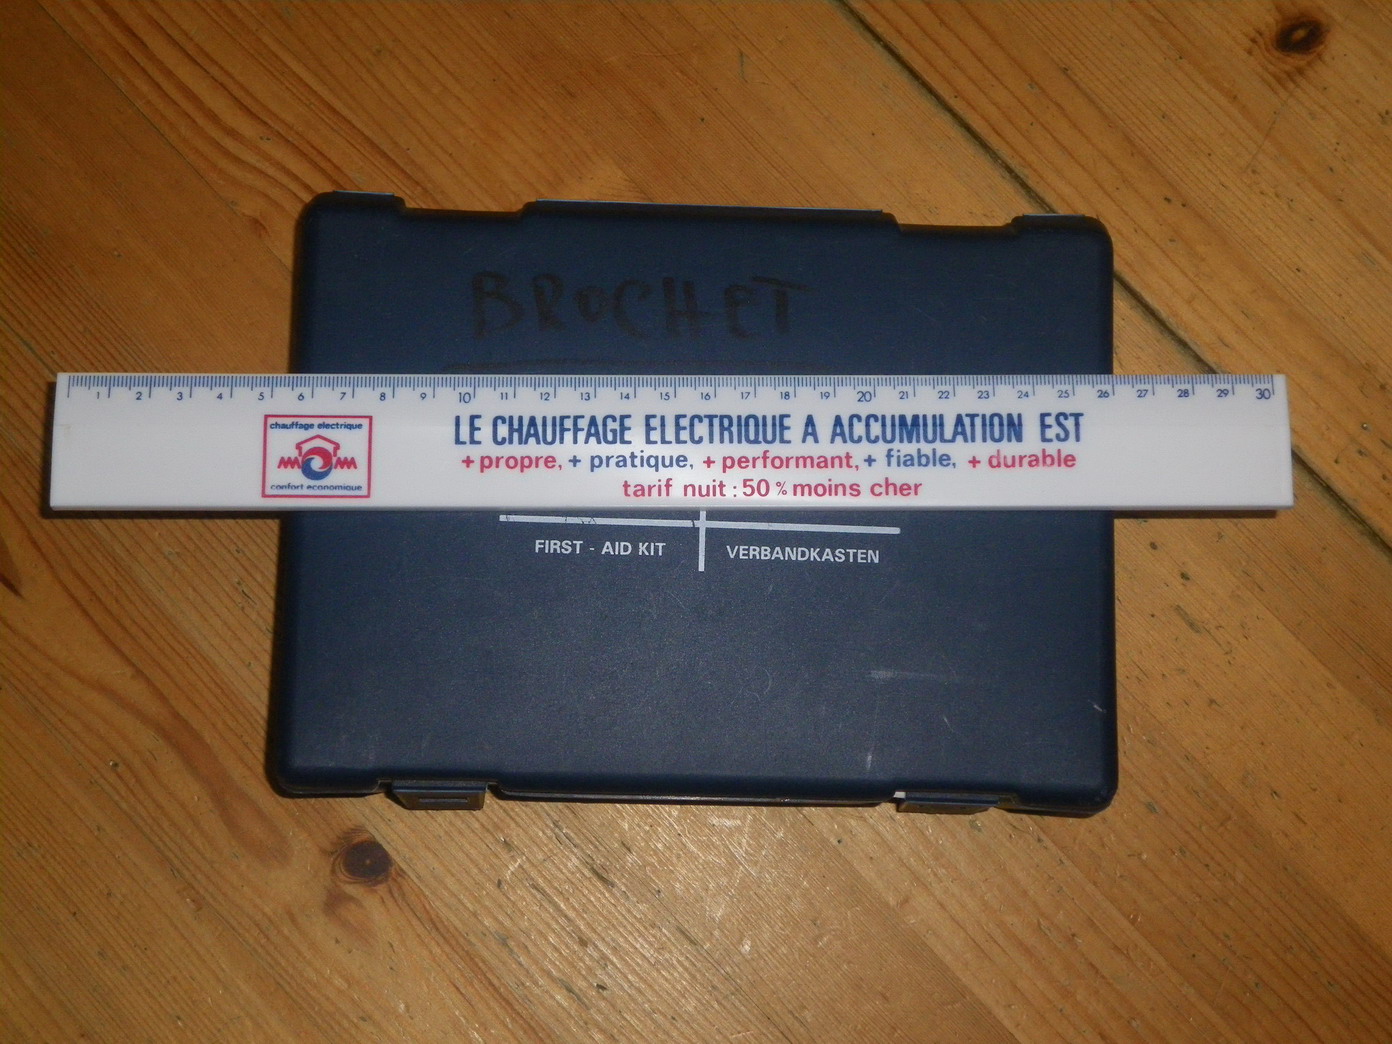 BROCHET
1 2 3 4 5 6 7 8 9 10 11 12 13 14 15 16 17 18 19 20 21 22 23 24 25 26 27 28 29 30
chauffage electrique
confort economique
LE CHAUFFAGE ELECTRIQUE A ACCUMULATION EST
+ propre, + pratique, + performant, + fiable, + durable
tarif nuit : 50 % moins cher
FIRST - AID KIT
VERBANDKASTEN